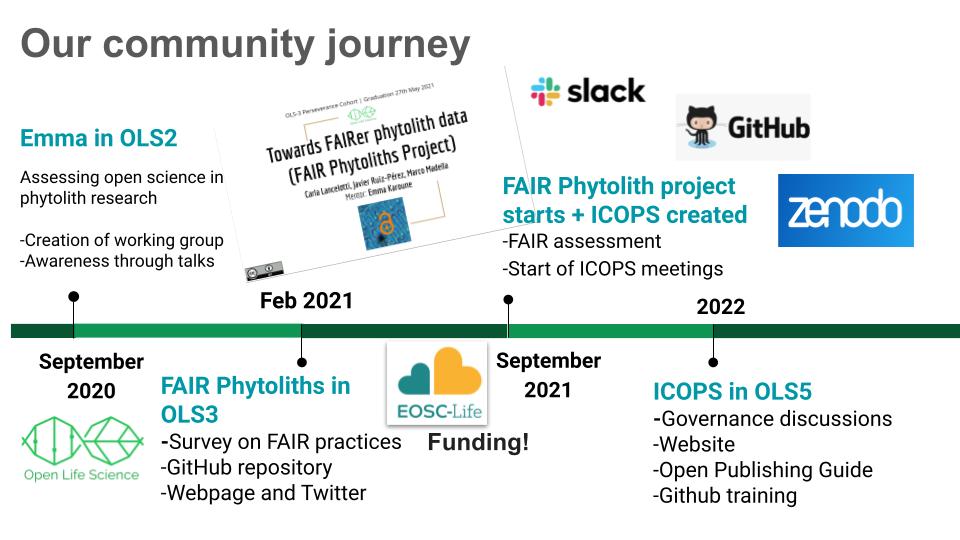 Our community journey
slack
GitHub
OLS-3 Perseverance Cohort | Graduation 27th May 2021
Towards FAIRer phytolith data
(FAIR Phytoliths Project)
Carla Lancelotti, Javier Ruiz-Pérez, Marco Madella
Mentor: Emma Karoune
Emma in OLS2
Assessing open science in
phytolith research
-Creation of working group
-Awareness through talks
FAIR Phytolith project
starts + ICOPS created
-FAIR assessment
-Start of ICOPS meetings
zenodo
Feb 2021
2022
September
2020
FAIR Phytoliths in
OLS3
-Survey on FAIR practices
-GitHub repository
-Webpage and Twitter
Open Life Science
EOSC-Life
Funding!
September
2021
ICOPS in OLS5
-Governance discussions
-Website
-Open Publishing Guide
-Github training